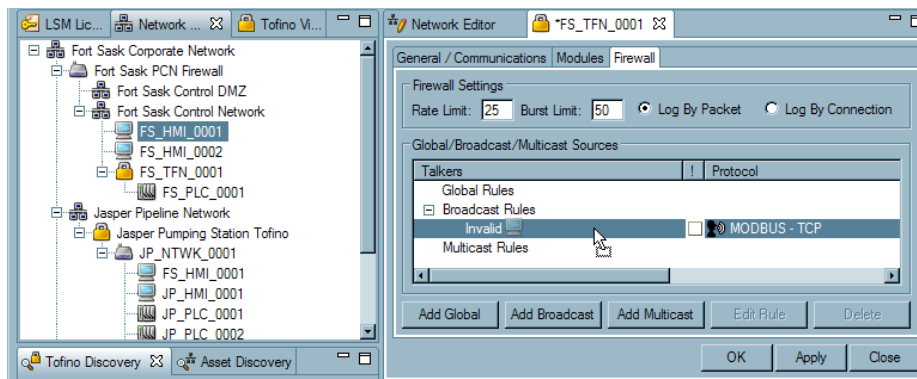 LSM Lic... Network ... Tofino Vi...
Fort Sask Corporate Network
Fort Sask PCN Firewall
Fort Sask Control DMZ
Fort Sask Control Network
FS_HMI_0001
FS_HMI_0002
FS_TFN_0001
FS_PLC_0001
Jasper Pipeline Network
Jasper Pumping Station Tofino
JP_NTWK_0001
FS_HMI_0001
JP_HMI_0001
JP_PLC_0001
JP_PLC_0002
Tofino Discovery Asset Discovery
Network Editor *FS_TFN_0001
General / Communications Modules Firewall
Firewall Settings
Rate Limit: 25 Burst Limit: 50 Log By Packet Log By Connection
Global/Broadcast/Multicast Sources
Talkers ! Protocol
Global Rules
Broadcast Rules
Invalid MODBUS - TCP
Multicast Rules
Add Global Add Broadcast Add Multicast Edit Rule Delete
OK Apply Close